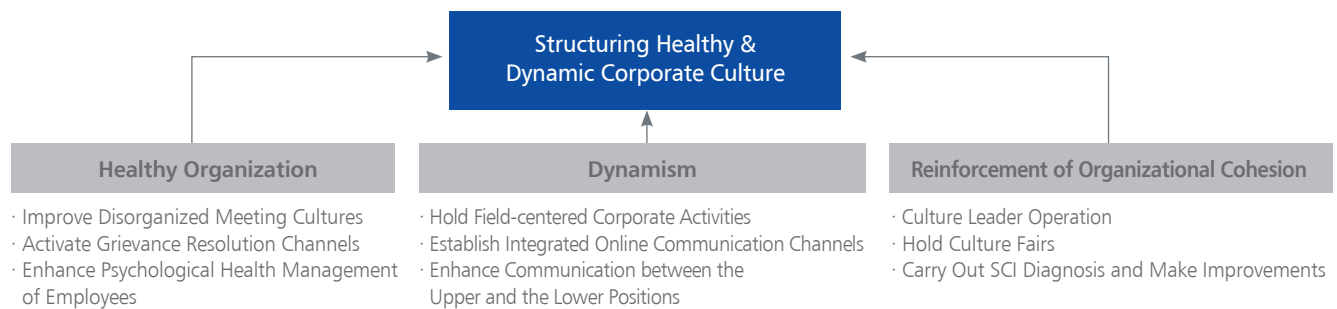 Structuring Healthy &
Dynamic Corporate Culture
Healthy Organization
· Improve Disorganized Meeting Cultures
· Activate Grievance Resolution Channels
· Enhance Psychological Health Management
of Employees
Dynamism
· Hold Field-centered Corporate Activities
· Establish Integrated Online Communication Channels
· Enhance Communication between the
Upper and the Lower Positions
Reinforcement of Organizational Cohesion
· Culture Leader Operation
· Hold Culture Fairs
· Carry Out SCI Diagnosis and Make Improvements